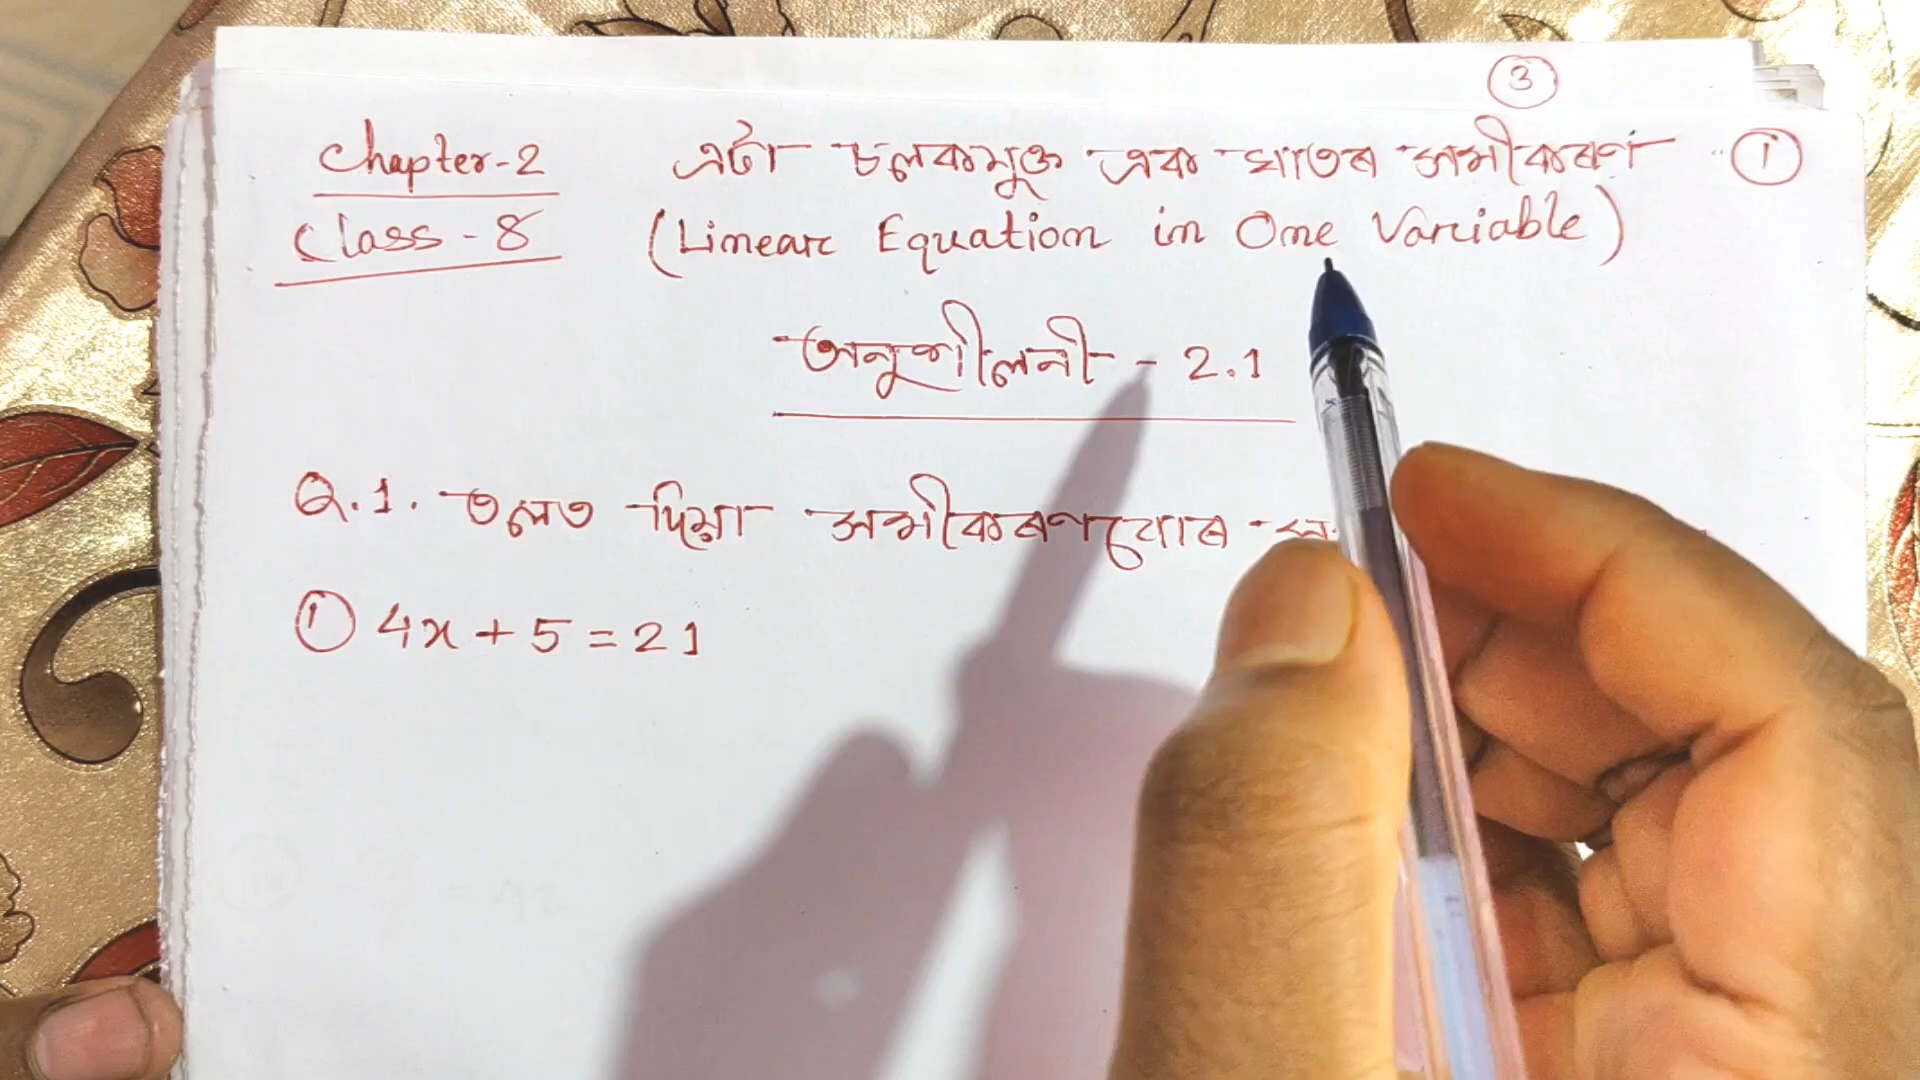 3
Chapter-2 এটা চলকযুক্ত এক ঘাতৰ সমীকৰণ 1
Class - 8 (Linear Equation in One Variable)
অনুশীলনী - 2.1
Q.1. তলত দিয়া সমীকৰণবোৰ
1 4x + 5 = 21